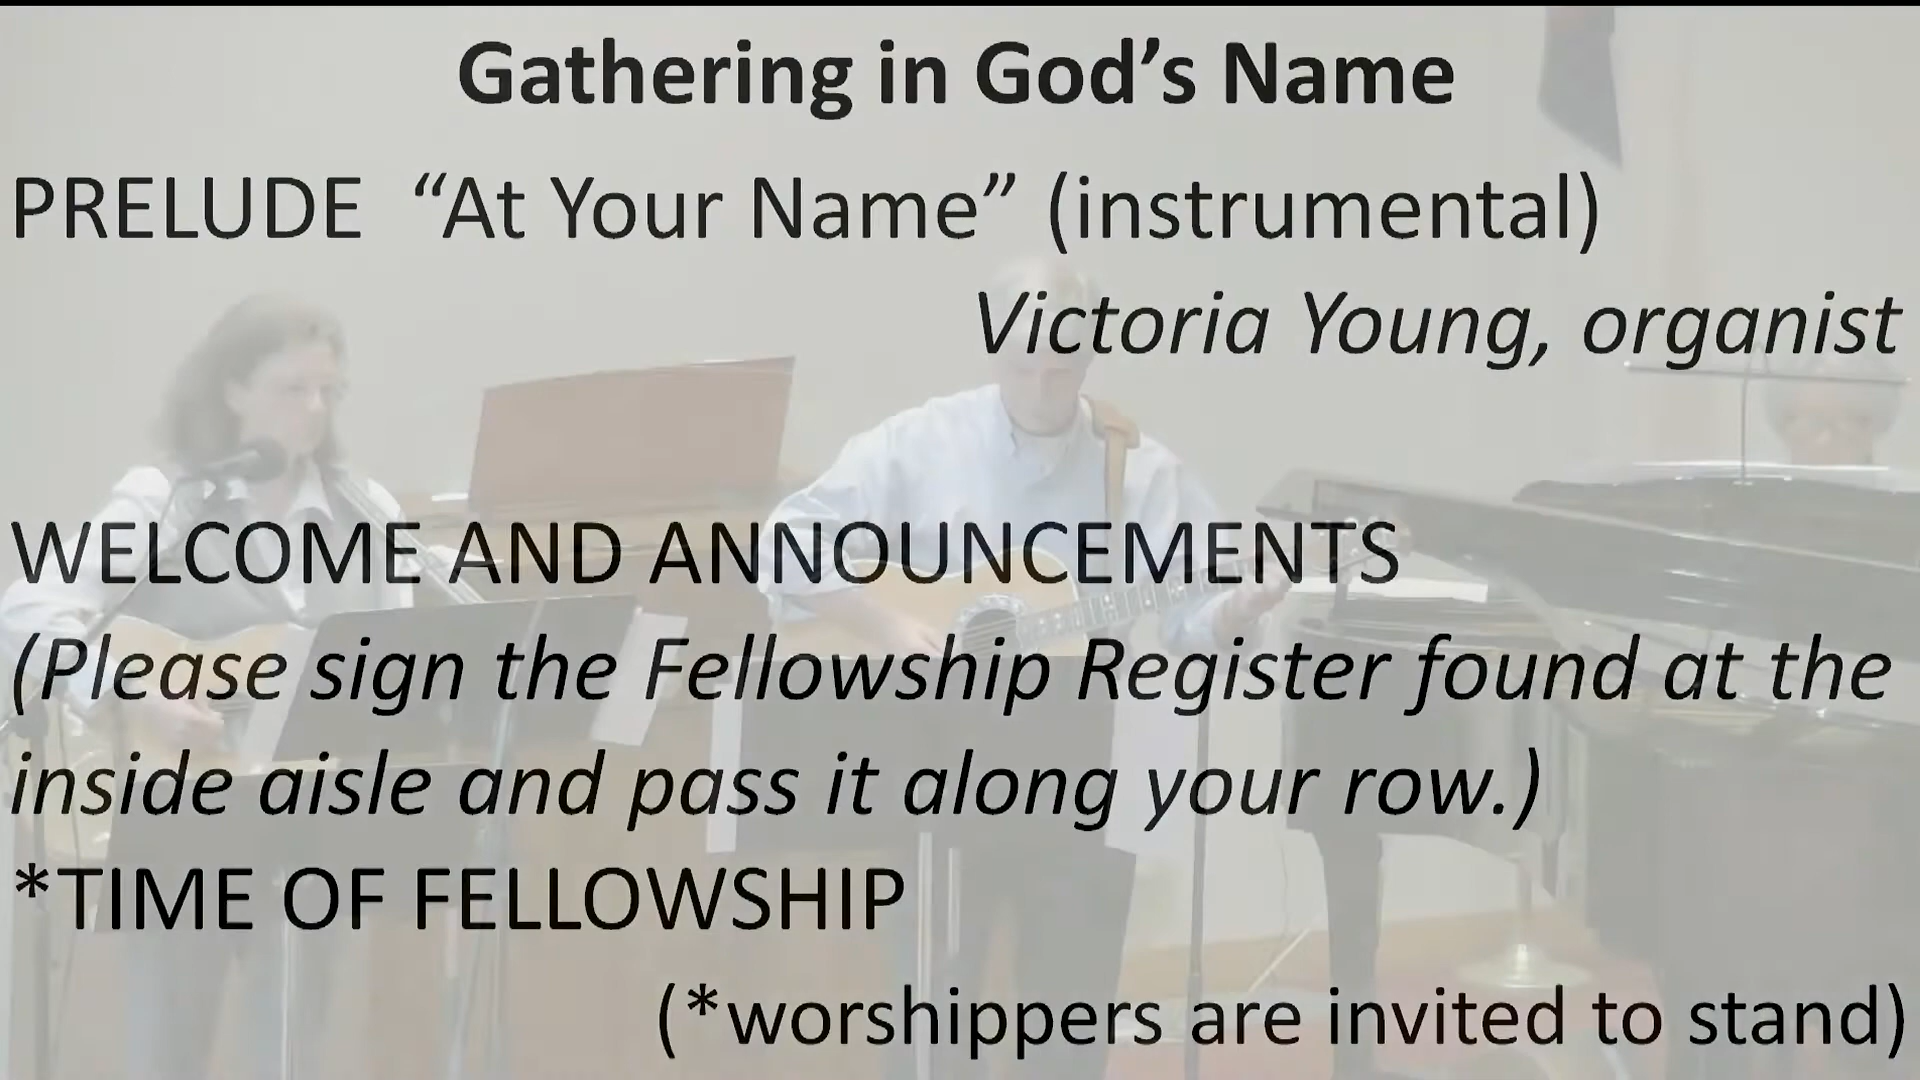 Gathering in God’s Name
PRELUDE “At Your Name” (instrumental)
Victoria Young, organist
WELCOME AND ANNOUNCEMENTS
(Please sign the Fellowship Register found at the
inside aisle and pass it along your row.)
*TIME OF FELLOWSHIP
(*worshippers are invited to stand)